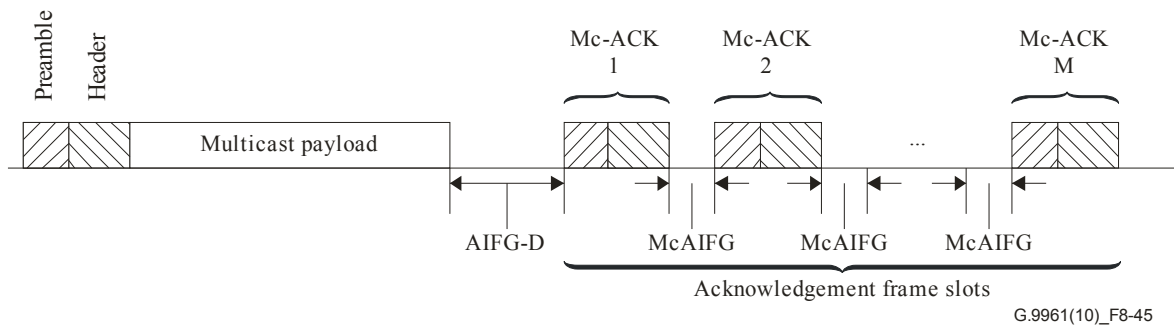 Preamble
Header
Mc-ACK
1
Mc-ACK
2
Mc-ACK
M
Multicast payload
...
AIFG-D
McAIFG
McAIFG
McAIFG
Acknowledgement frame slots
G.9961(10)_F8-45